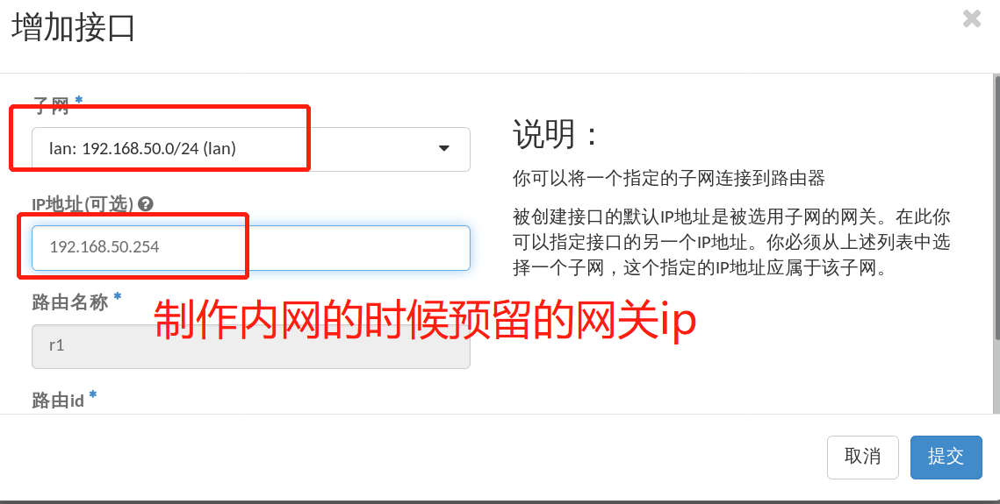 增加接口
×
子网 *
lan: 192.168.50.0/24 (lan)
IP地址(可选) ?
192.168.50.254
路由名称 *
r1
路由id *
说明：
你可以将一个指定的子网连接到路由器
被创建接口的默认IP地址是被选用子网的网关。在此你
可以指定接口的另一个IP地址。你必须从上述列表中选
择一个子网，这个指定的IP地址应属于该子网。
制作内网的时候预留的网关ip
取消
提交